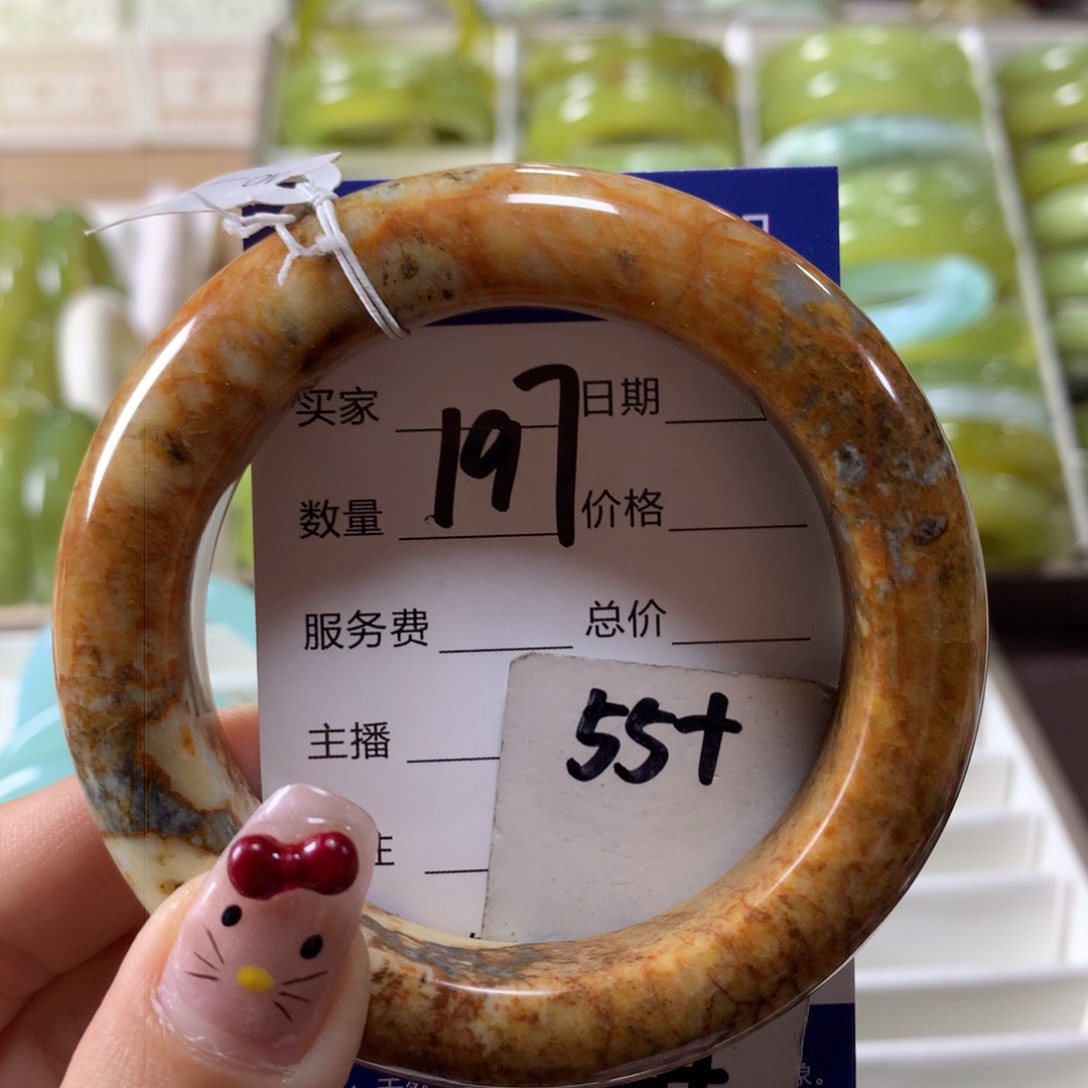 买家 日期
197
数量 价格
服务费 总价
主播
55+